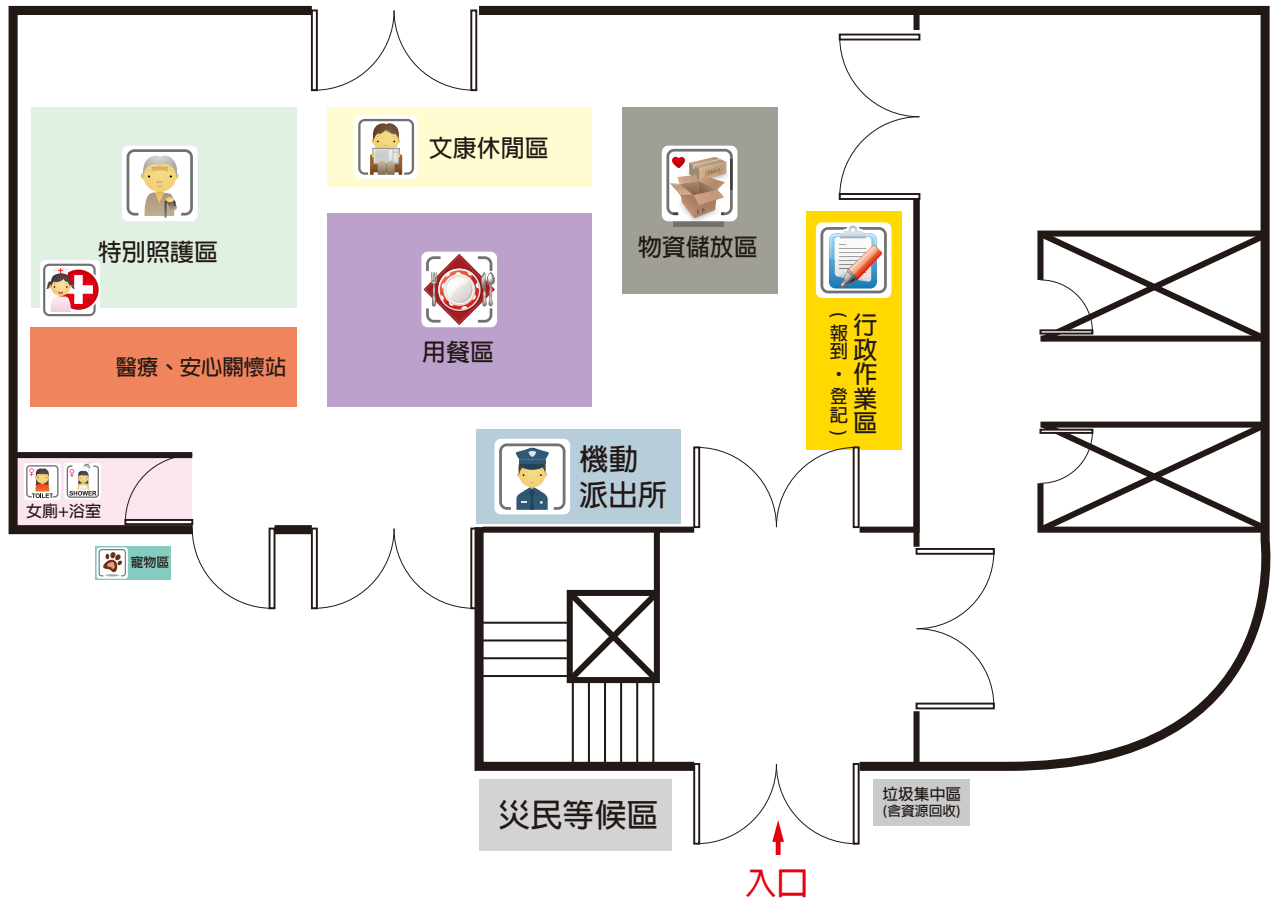 文康休閒區
特別照護區
物資儲放區
用餐區
醫療、安心關懷站
行政作業區
(報到・登記)
機動
派出所
TOILET
SHOWER
女廁+浴室
寵物區
災民等候區
垃圾集中區
(含資源回收)
入口